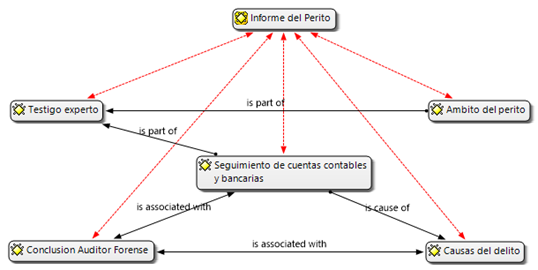 Informe del Perito
is part of
Testigo experto
Ambito del perito
is part of
Seguimiento de cuentas contables
y bancarias
is associated with
is cause of
is associated with
Conclusion Auditor Forense
Causas del delito